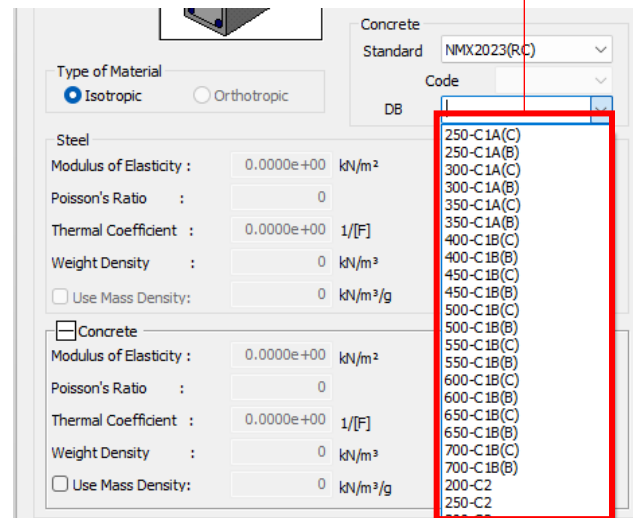 Concrete
Standard NMX2023(RC)
Code
DB
Type of Material
Isotropic Orthotropic
Steel
Modulus of Elasticity : 0.0000e+00 kN/m²
Poisson's Ratio : 0
Thermal Coefficient : 0.0000e+00 1/[F]
Weight Density : 0 kN/m³
Use Mass Density: 0 kN/m³/g
Concrete
Modulus of Elasticity : 0.0000e+00 kN/m²
Poisson's Ratio : 0
Thermal Coefficient : 0.0000e+00 1/[F]
Weight Density : 0 kN/m³
Use Mass Density: 0 kN/m³/g
250-C1A(C)
250-C1A(B)
300-C1A(C)
300-C1A(B)
350-C1A(C)
350-C1A(B)
400-C1B(C)
400-C1B(B)
450-C1B(C)
450-C1B(B)
500-C1B(C)
500-C1B(B)
550-C1B(C)
550-C1B(B)
600-C1B(C)
600-C1B(B)
650-C1B(C)
650-C1B(B)
700-C1B(C)
700-C1B(B)
200-C2
250-C2